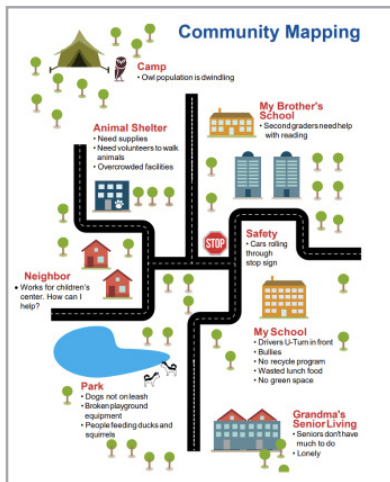 Community Mapping
Camp
• Owl population is dwindling
My Brother's
School
• Second graders need help
with reading
Animal Shelter
• Need supplies
• Need volunteers to walk
animals
• Overcrowded facilities
STOP
Safety
• Cars rolling
through
stop sign
Neighbor
• Works for children's
center. How can I
help?
My School
• Drivers U-Turn in front
• Bullies
• No recycle program
• Wasted lunch food
• No green space
Park
• Dogs not on leash
• Broken playground
equipment
• People feeding ducks and
squirrels
Grandma's
Senior Living
• Seniors don't have
much to do
• Lonely